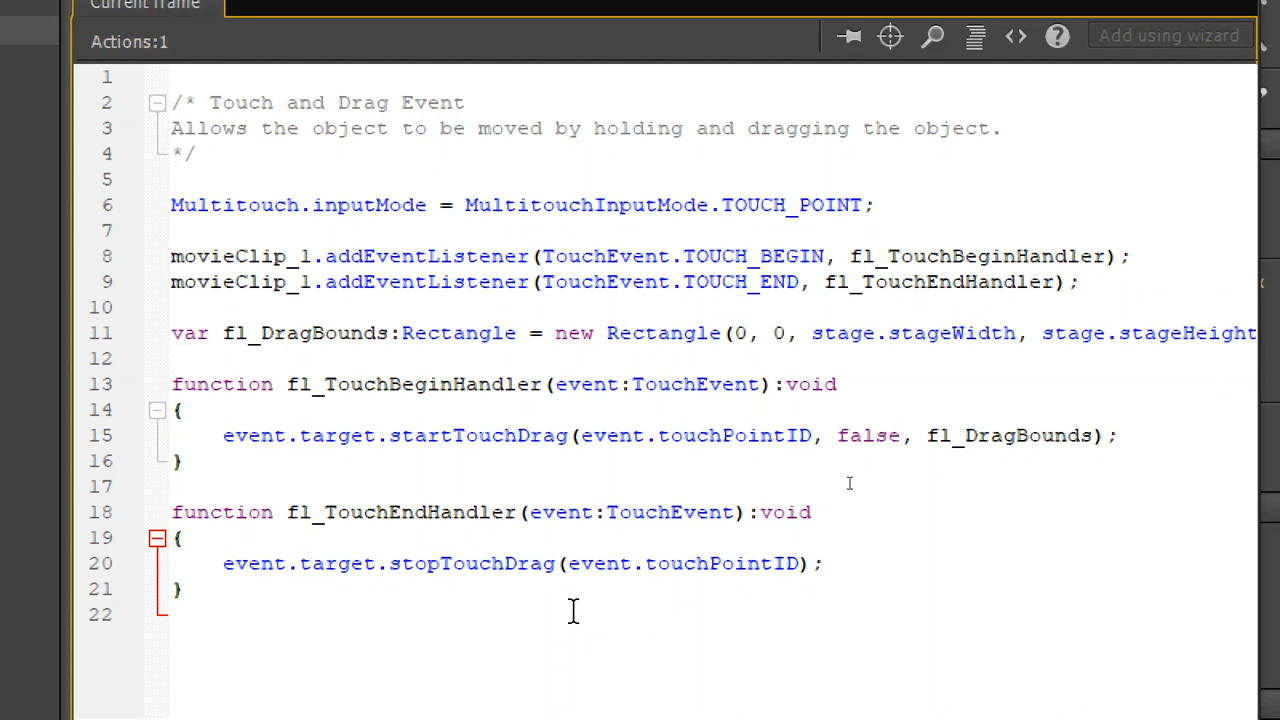 Current frame
Actions:1
Add using wizard
1
2 /* Touch and Drag Event
3 Allows the object to be moved by holding and dragging the object.
4 */
5
6 Multitouch.inputMode = MultitouchInputMode.TOUCH_POINT;
7
8 movieClip_1.addEventListener(TouchEvent.TOUCH_BEGIN, fl_TouchBeginHandler);
9 movieClip_1.addEventListener(TouchEvent.TOUCH_END, fl_TouchEndHandler);
10
11 var fl_DragBounds:Rectangle = new Rectangle(0, 0, stage.stageWidth, stage.stageHeight
12
13 function fl_TouchBeginHandler(event:TouchEvent):void
14 {
15 event.target.startTouchDrag(event.touchPointID, false, fl_DragBounds);
16 }
17
18 function fl_TouchEndHandler(event:TouchEvent):void
19 {
20 event.target.stopTouchDrag(event.touchPointID);
21 }
22